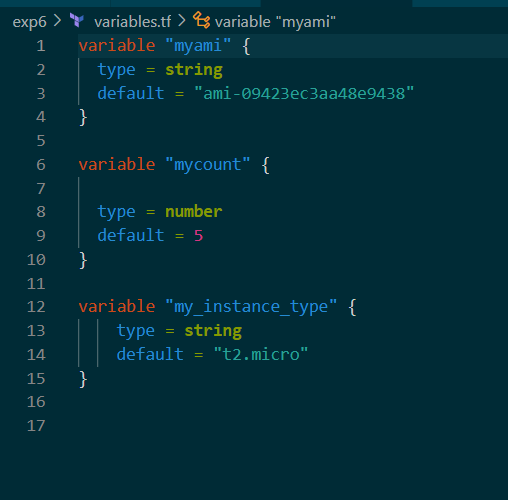 exp6 > variables.tf > variable "myami"
1 variable "myami" {
2 type = string
3 default = "ami-09423ec3aa48e9438"
4 }
5
6 variable "mycount" {
7
8 type = number
9 default = 5
10 }
11
12 variable "my_instance_type" {
13 type = string
14 default = "t2.micro"
15 }
16
17